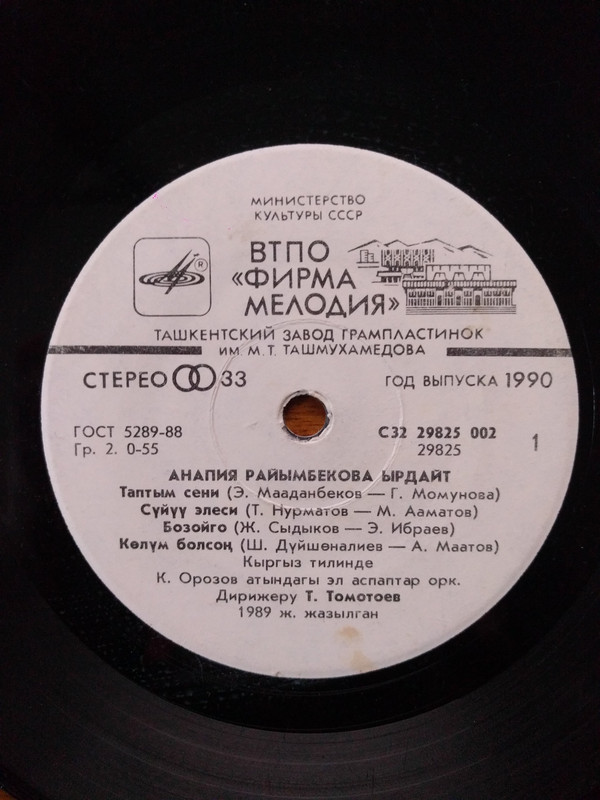 МИНИСТЕРСТВО
КУЛЬТУРЫ СССР
ВТПО
«ФИРМА
МЕЛОДИЯ»
ТАШКЕНТСКИЙ ЗАВОД ГРАМПЛАСТИНОК
ИМ. М. Т. ТАШМУХАМЕДОВА
СТЕРЕО 33
ГОД ВЫПУСКА 1990
ГОСТ 5289-88
Гр. 2. 0-55
С32 29825 002
29825
1
АНАПИЯ РАЙЫМБЕКОВА ЫРДАЙТ
Таптым сени (Э. Мааданбеков — Г. Момунова)
Сүйүү элеси (Т. Нурматов — М. Ааматов)
Бозойго (Ж. Сыдыков — Э. Ибраев)
Көлүм болсоң (Ш. Дүйшөналиев — А. Маатов)
Кыргыз тилинде
К. Орозов атындагы эл аспаптар орк.
Дирижеру Т. Томотоев
1989 ж. жазылган